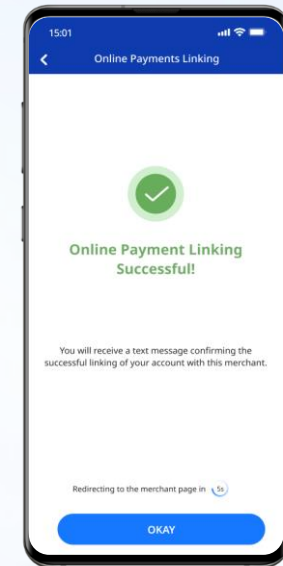 15:01
Online Payments Linking
Online Payment Linking
Successful!
You will receive a text message confirming the
successful linking of your account with this merchant.
Redirecting to the merchant page in 5s
OKAY